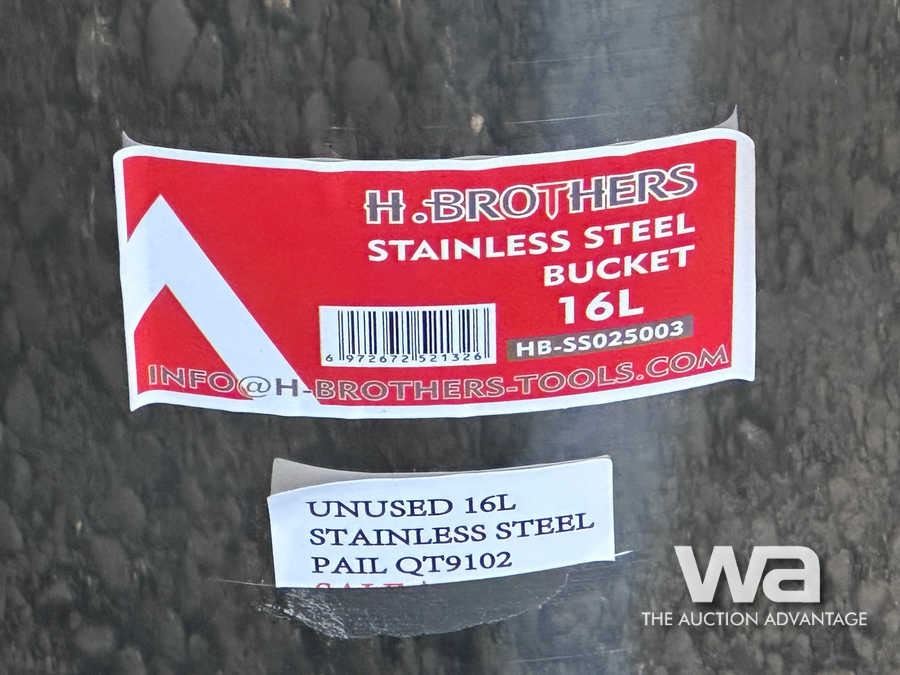 H.BROTHERS
STAINLESS STEEL
BUCKET
16L
HB-SS025003
6 972672 521326
INFO@H-BROTHERS-TOOLS.COM
UNUSED 16L
STAINLESS STEEL
PAIL QT9102
wa
THE AUCTION ADVANTAGE